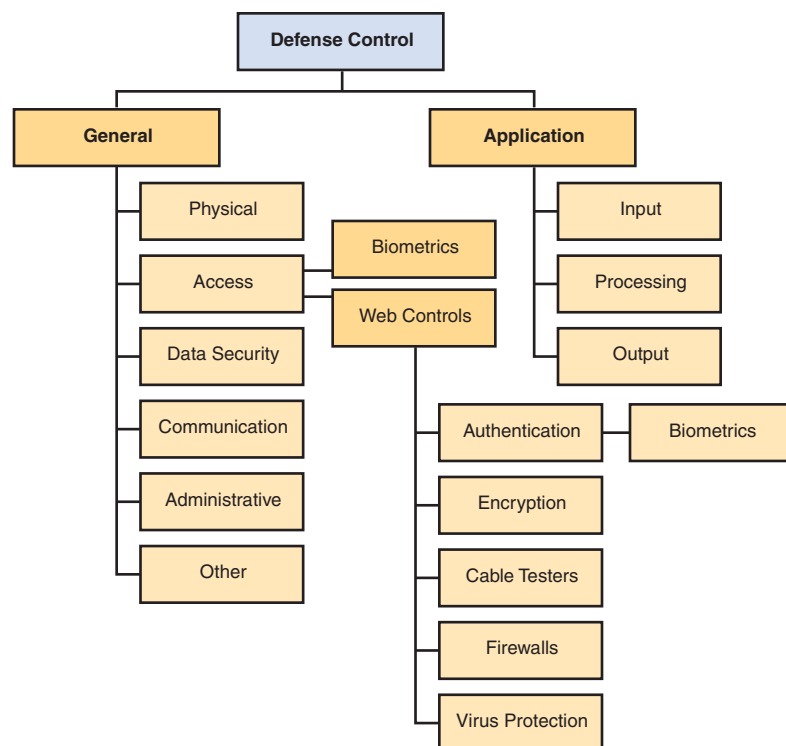 Defense Control
General
Application
Physical
Access
Data Security
Communication
Administrative
Other
Biometrics
Web Controls
Authentication
Biometrics
Encryption
Cable Testers
Firewalls
Virus Protection
Input
Processing
Output